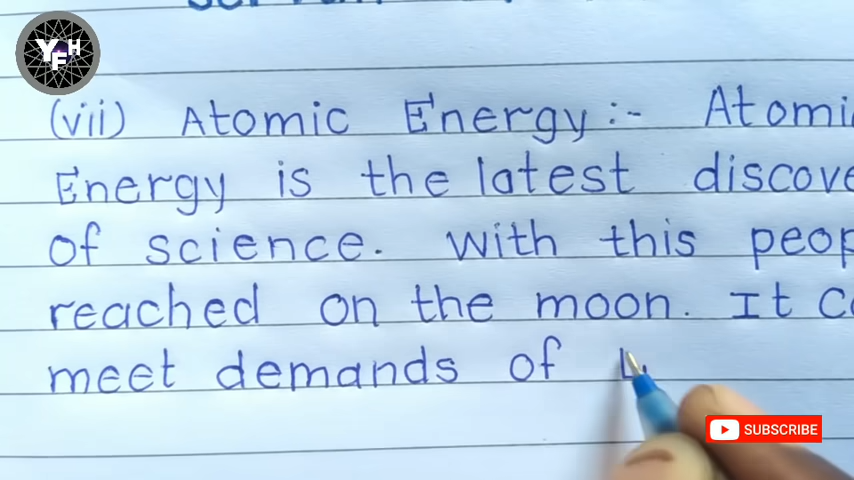 YFH
(vii) Atomic Energy :- Atomi
Energy is the latest discove
of science. With this peop
reached on the moon. It c
meet demands of
SUBSCRIBE